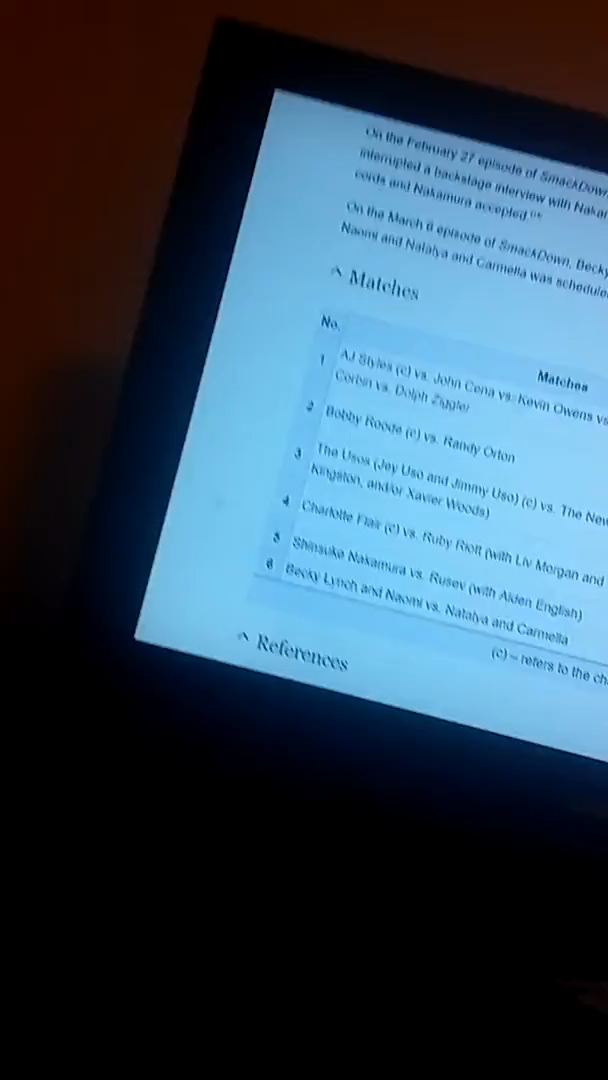 On the February 27 episode of SmackDown
interrupted a backstage interview with
cords and Nakamura accepted.
On the March 6 episode of SmackDown, Becky
Naomi and Natalya and Carmella was
^ Matches
No.
Matches
1 AJ Styles (c) vs. John Cena vs. Kevin Owens vs
Corbin vs. Dolph Ziggler
2 Bobby Roode (c) vs. Randy Orton
3 The Usos (Jey Uso and Jimmy Uso) (c) vs. The New
Kingston, and/or Xavier Woods)
4 Charlotte Flair (c) vs. Ruby Riott (with Liv Morgan and
5 Shinsuke Nakamura vs. Rusev (with Aiden English)
6 Becky Lynch and Naomi vs. Natalya and Carmella
(c) – refers to the
^ References